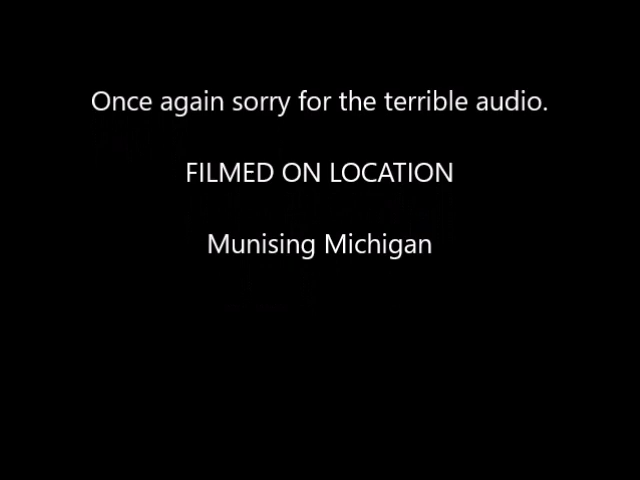 Once again sorry for the terrible audio.
FILMED ON LOCATION
Munising Michigan